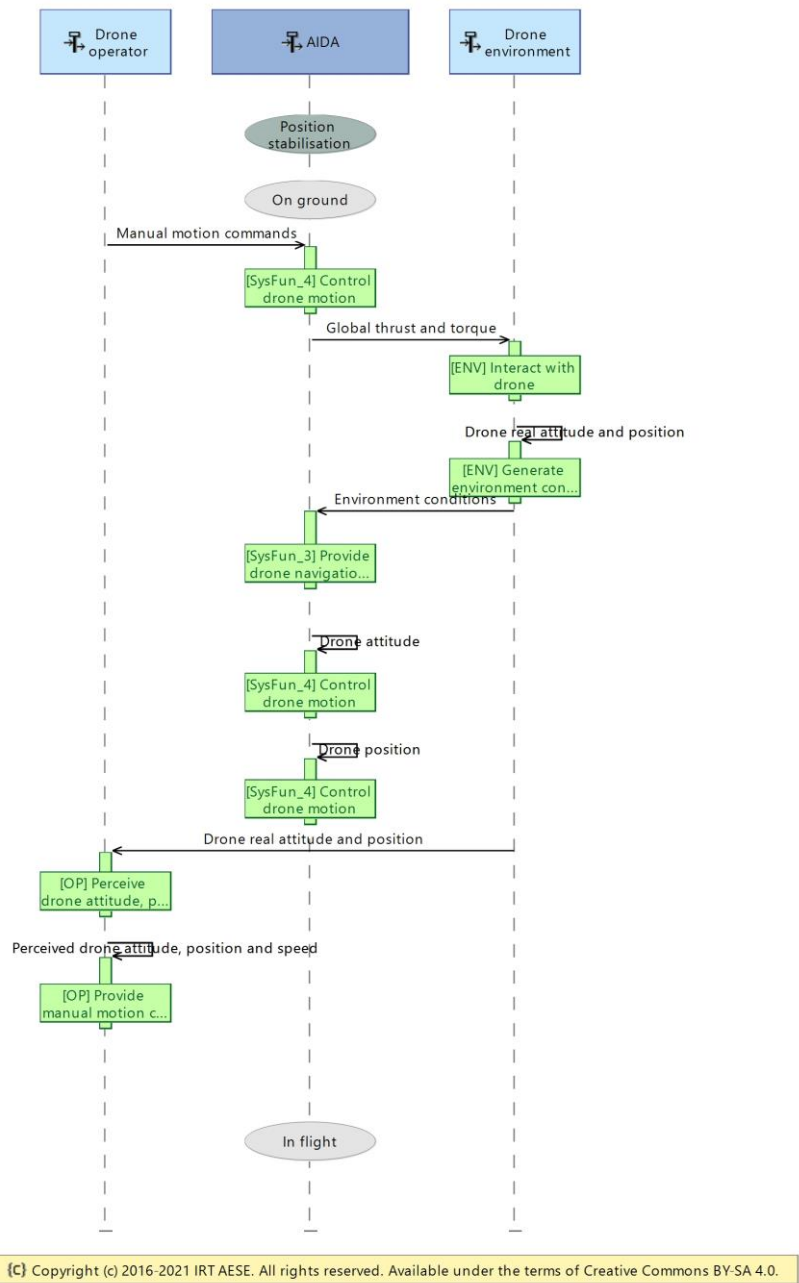 Drone
operator
AIDA
Drone
environment
Position
stabilisation
On ground
Manual motion commands
[SysFun_4] Control
drone motion
Global thrust and torque
[ENV] Interact with
drone
Drone real attitude and position
[ENV] Generate
environment con...
Environment conditions
[SysFun_3] Provide
drone navigatio...
Drone attitude
[SysFun_4] Control
drone motion
Drone position
[SysFun_4] Control
drone motion
Drone real attitude and position
[OP] Perceive
drone attitude, p...
Perceived drone attitude, position and speed
[OP] Provide
manual motion c...
In flight
{c} Copyright (c) 2016-2021 IRT AESE. All rights reserved. Available under the terms of Creative Commons BY-SA 4.0.